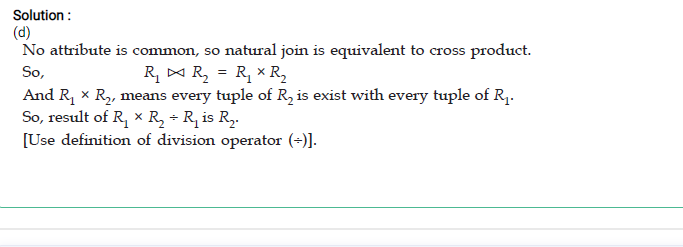 Solution :
(d)
No attribute is common, so natural join is equivalent to cross product.
So, R₁ ⋈ R₂ = R₁ × R₂
And R₁ × R₂, means every tuple of R₂ is exist with every tuple of R₁.
So, result of R₁ × R₂ ÷ R₁ is R₂.
[Use definition of division operator (÷)].